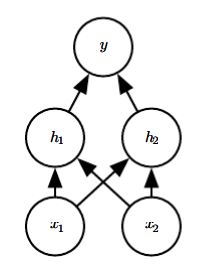 y
h₁ h₂
x₁ x₂